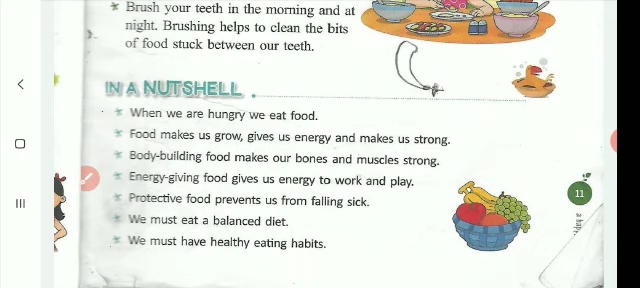 * Brush your teeth in the morning and at
night. Brushing helps to clean the bits
of food stuck between our teeth.
IN A NUTSHELL
* When we are hungry we eat food.
* Food makes us grow, gives us energy and makes us strong.
* Body-building food makes our bones and muscles strong.
* Energy-giving food gives us energy to work and play.
* Protective food prevents us from falling sick.
* We must eat a balanced diet.
* We must have healthy eating habits.
11